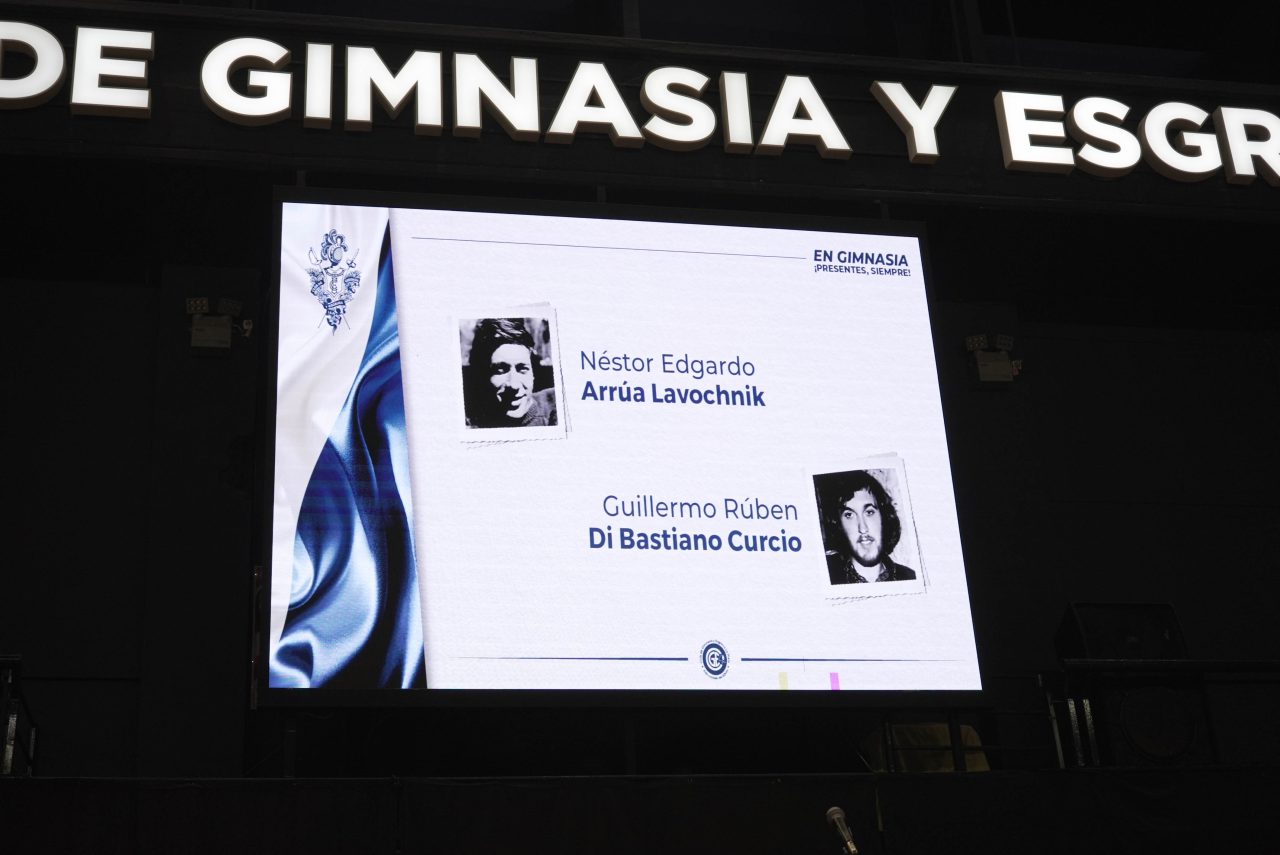 DE GIMNASIA Y ESGR
EN GIMNASIA
¡PRESENTES, SIEMPRE!
Néstor Edgardo
Arrúa Lavochnik
Guillermo Rúben
Di Bastiano Curcio